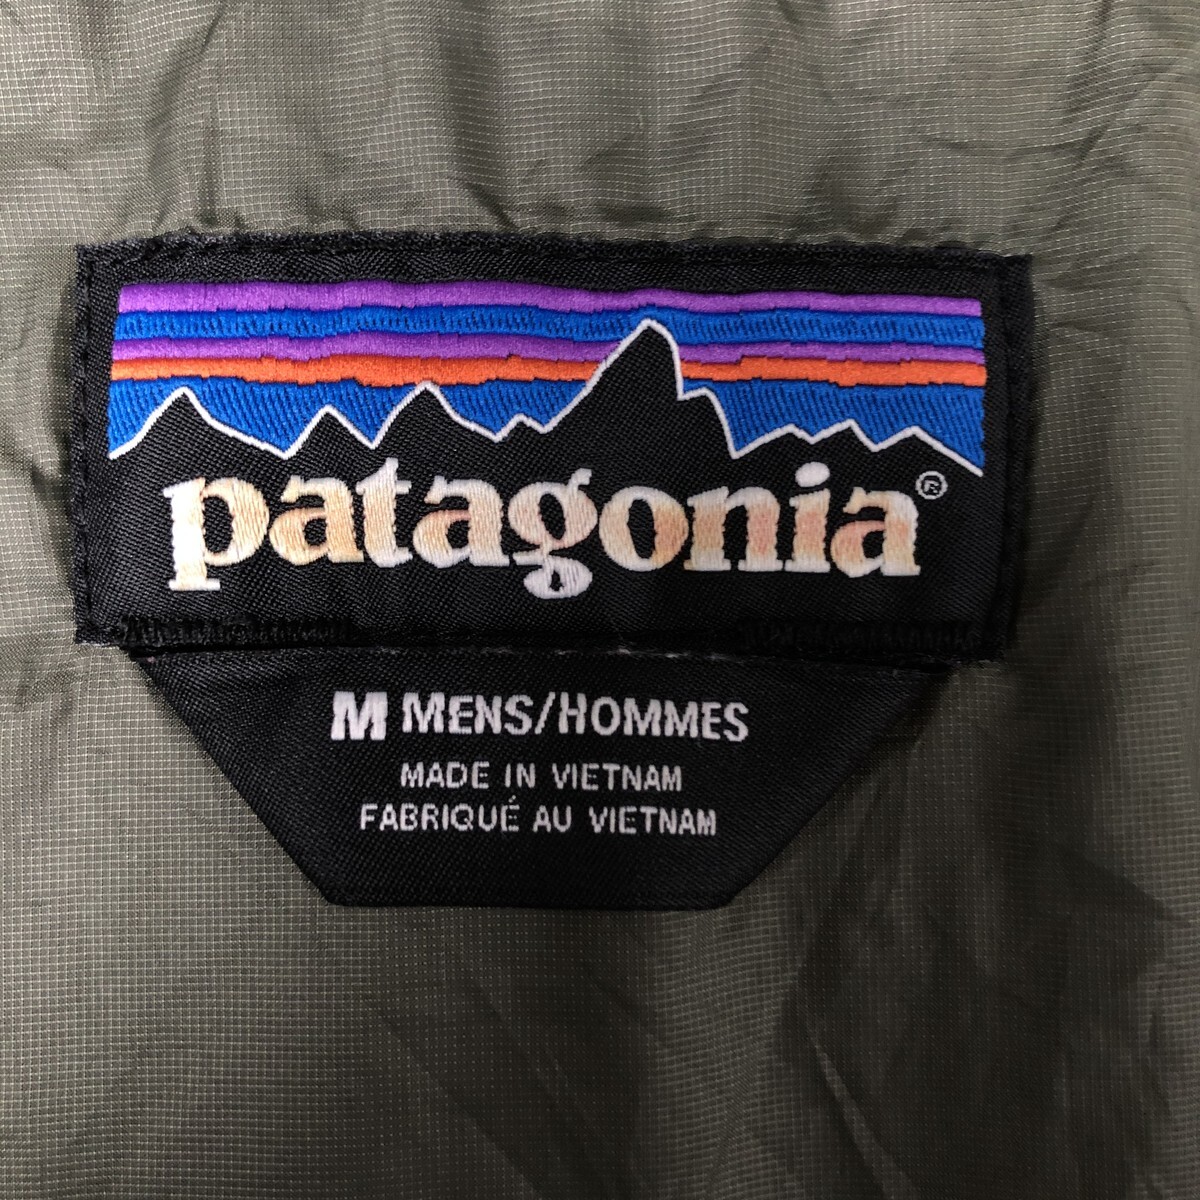 patagonia®
M MENS/HOMMES
MADE IN VIETNAM
FABRIQUÉ AU VIETNAM